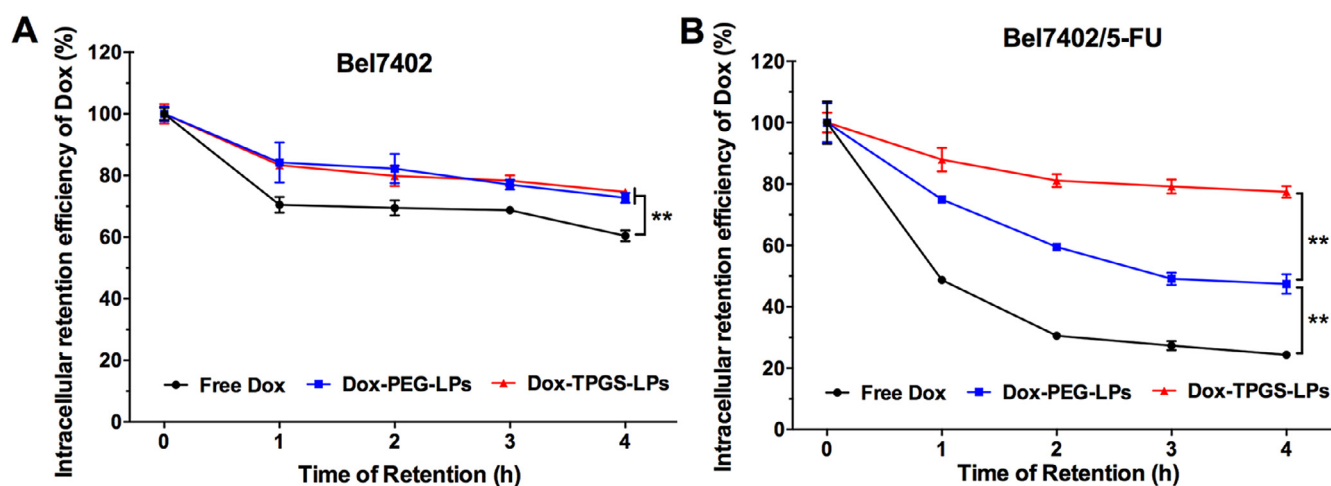 A
Bel7402
Intracellular retention efficiency of Dox (%)
120
100
80
60
40
20
0
Free Dox Dox-PEG-LPs Dox-TPGS-LPs
**
0 1 2 3 4
Time of Retention (h)
B
Bel7402/5-FU
Intracellular retention efficiency of Dox (%)
120
100
80
60
40
20
0
**
**
Free Dox Dox-PEG-LPs Dox-TPGS-LPs
0 1 2 3 4
Time of Retention (h)